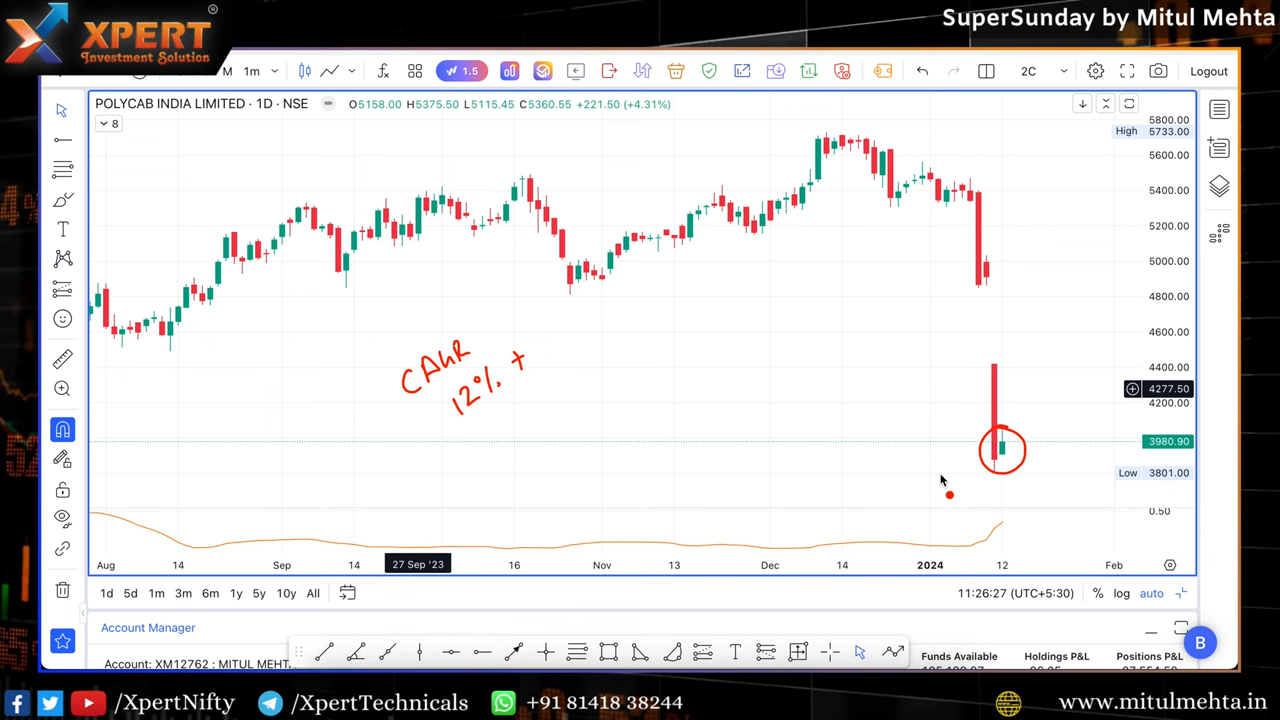 XPERT
®
Investment Solution
SuperSunday by Mitul Mehta
M 1m 1.5 2C Logout
POLYCAB INDIA LIMITED · 1D · NSE O5158.00 H5375.50 L5115.45 C5360.55 +221.50 (+4.31%)
8
5800.00
High 5733.00
5600.00
5400.00
5200.00
5000.00
4800.00
4600.00
4400.00
4277.50
4200.00
3980.90
Low 3801.00
0.50
CAGR
12% +
Aug 14 Sep 27 Sep '23 16 Nov 13 Dec 14 2024 12 Feb
1d 5d 1m 3m 6m 1y 5y 10y All 11:26:27 (UTC+5:30) % log auto
Account Manager
B
Account: XM12762 : MITUL MEHT
Funds Available Holdings P&L Positions P&L
/XpertNifty /XpertTechnicals +91 81418 38244 www.mitulmehta.in